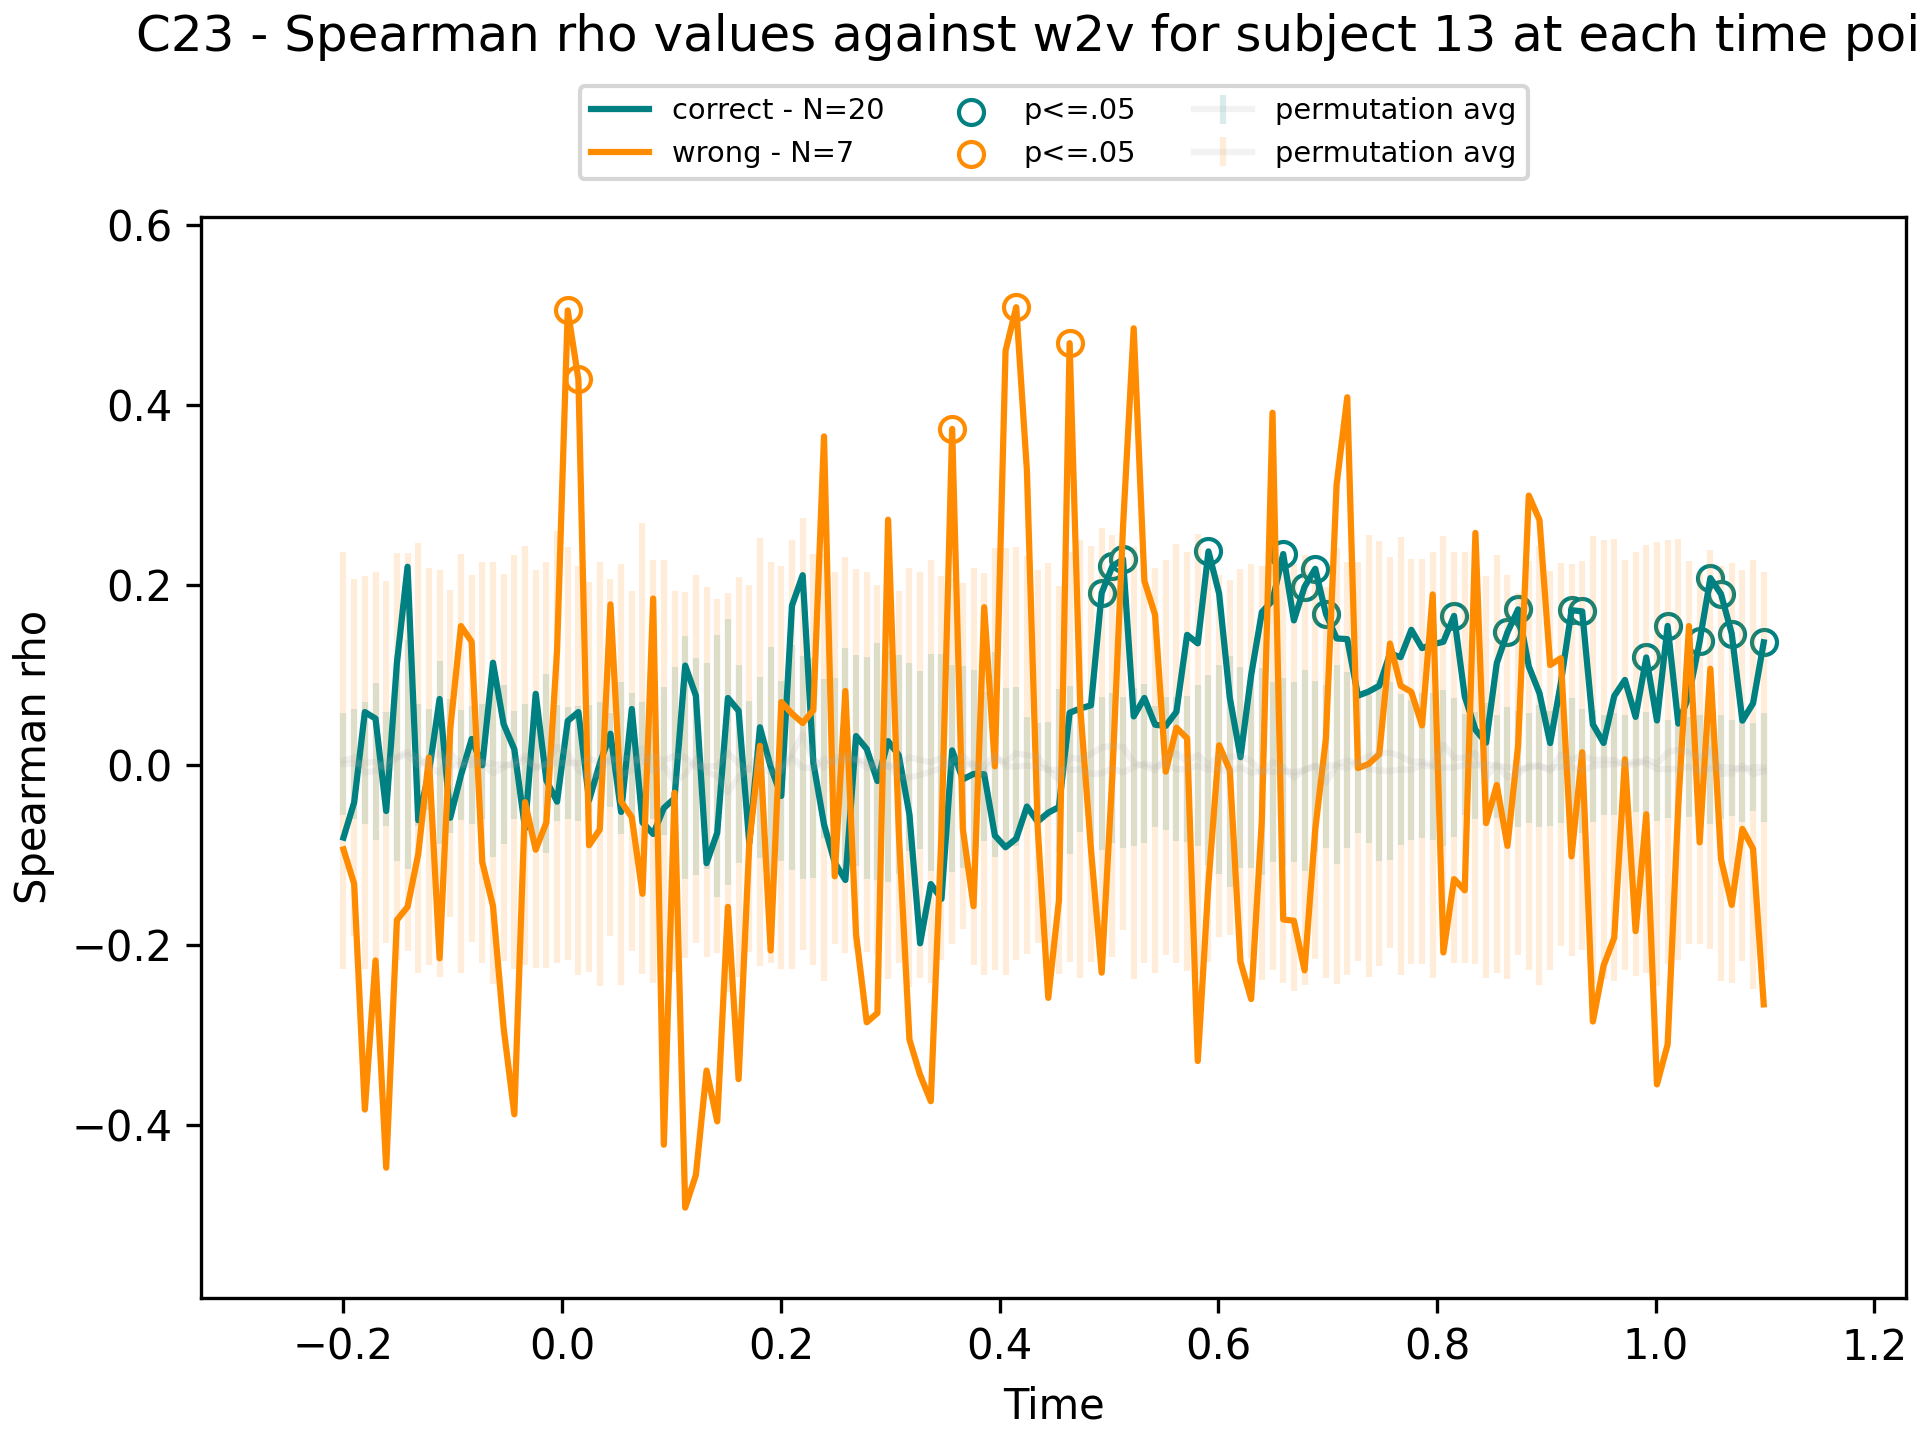 C23 - Spearman rho values against w2v for subject 13 at each time poi
correct - N=20
wrong - N=7
p<=.05
p<=.05
permutation avg
permutation avg
Spearman rho
0.6
0.4
0.2
0.0
−0.2
−0.4
−0.2 0.0 0.2 0.4 0.6 0.8 1.0 1.2
Time